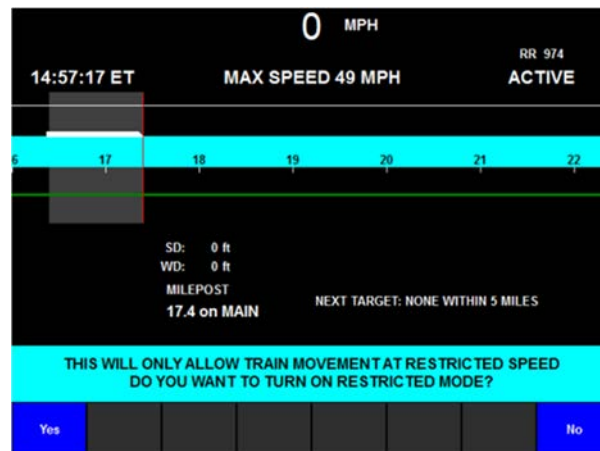 0 MPH
RR 974
14:57:17 ET MAX SPEED 49 MPH ACTIVE
6 17 18 19 20 21 22
SD: 0 ft
WD: 0 ft
MILEPOST
NEXT TARGET: NONE WITHIN 5 MILES
17.4 on MAIN
THIS WILL ONLY ALLOW TRAIN MOVEMENT AT RESTRICTED SPEED
DO YOU WANT TO TURN ON RESTRICTED MODE?
Yes No